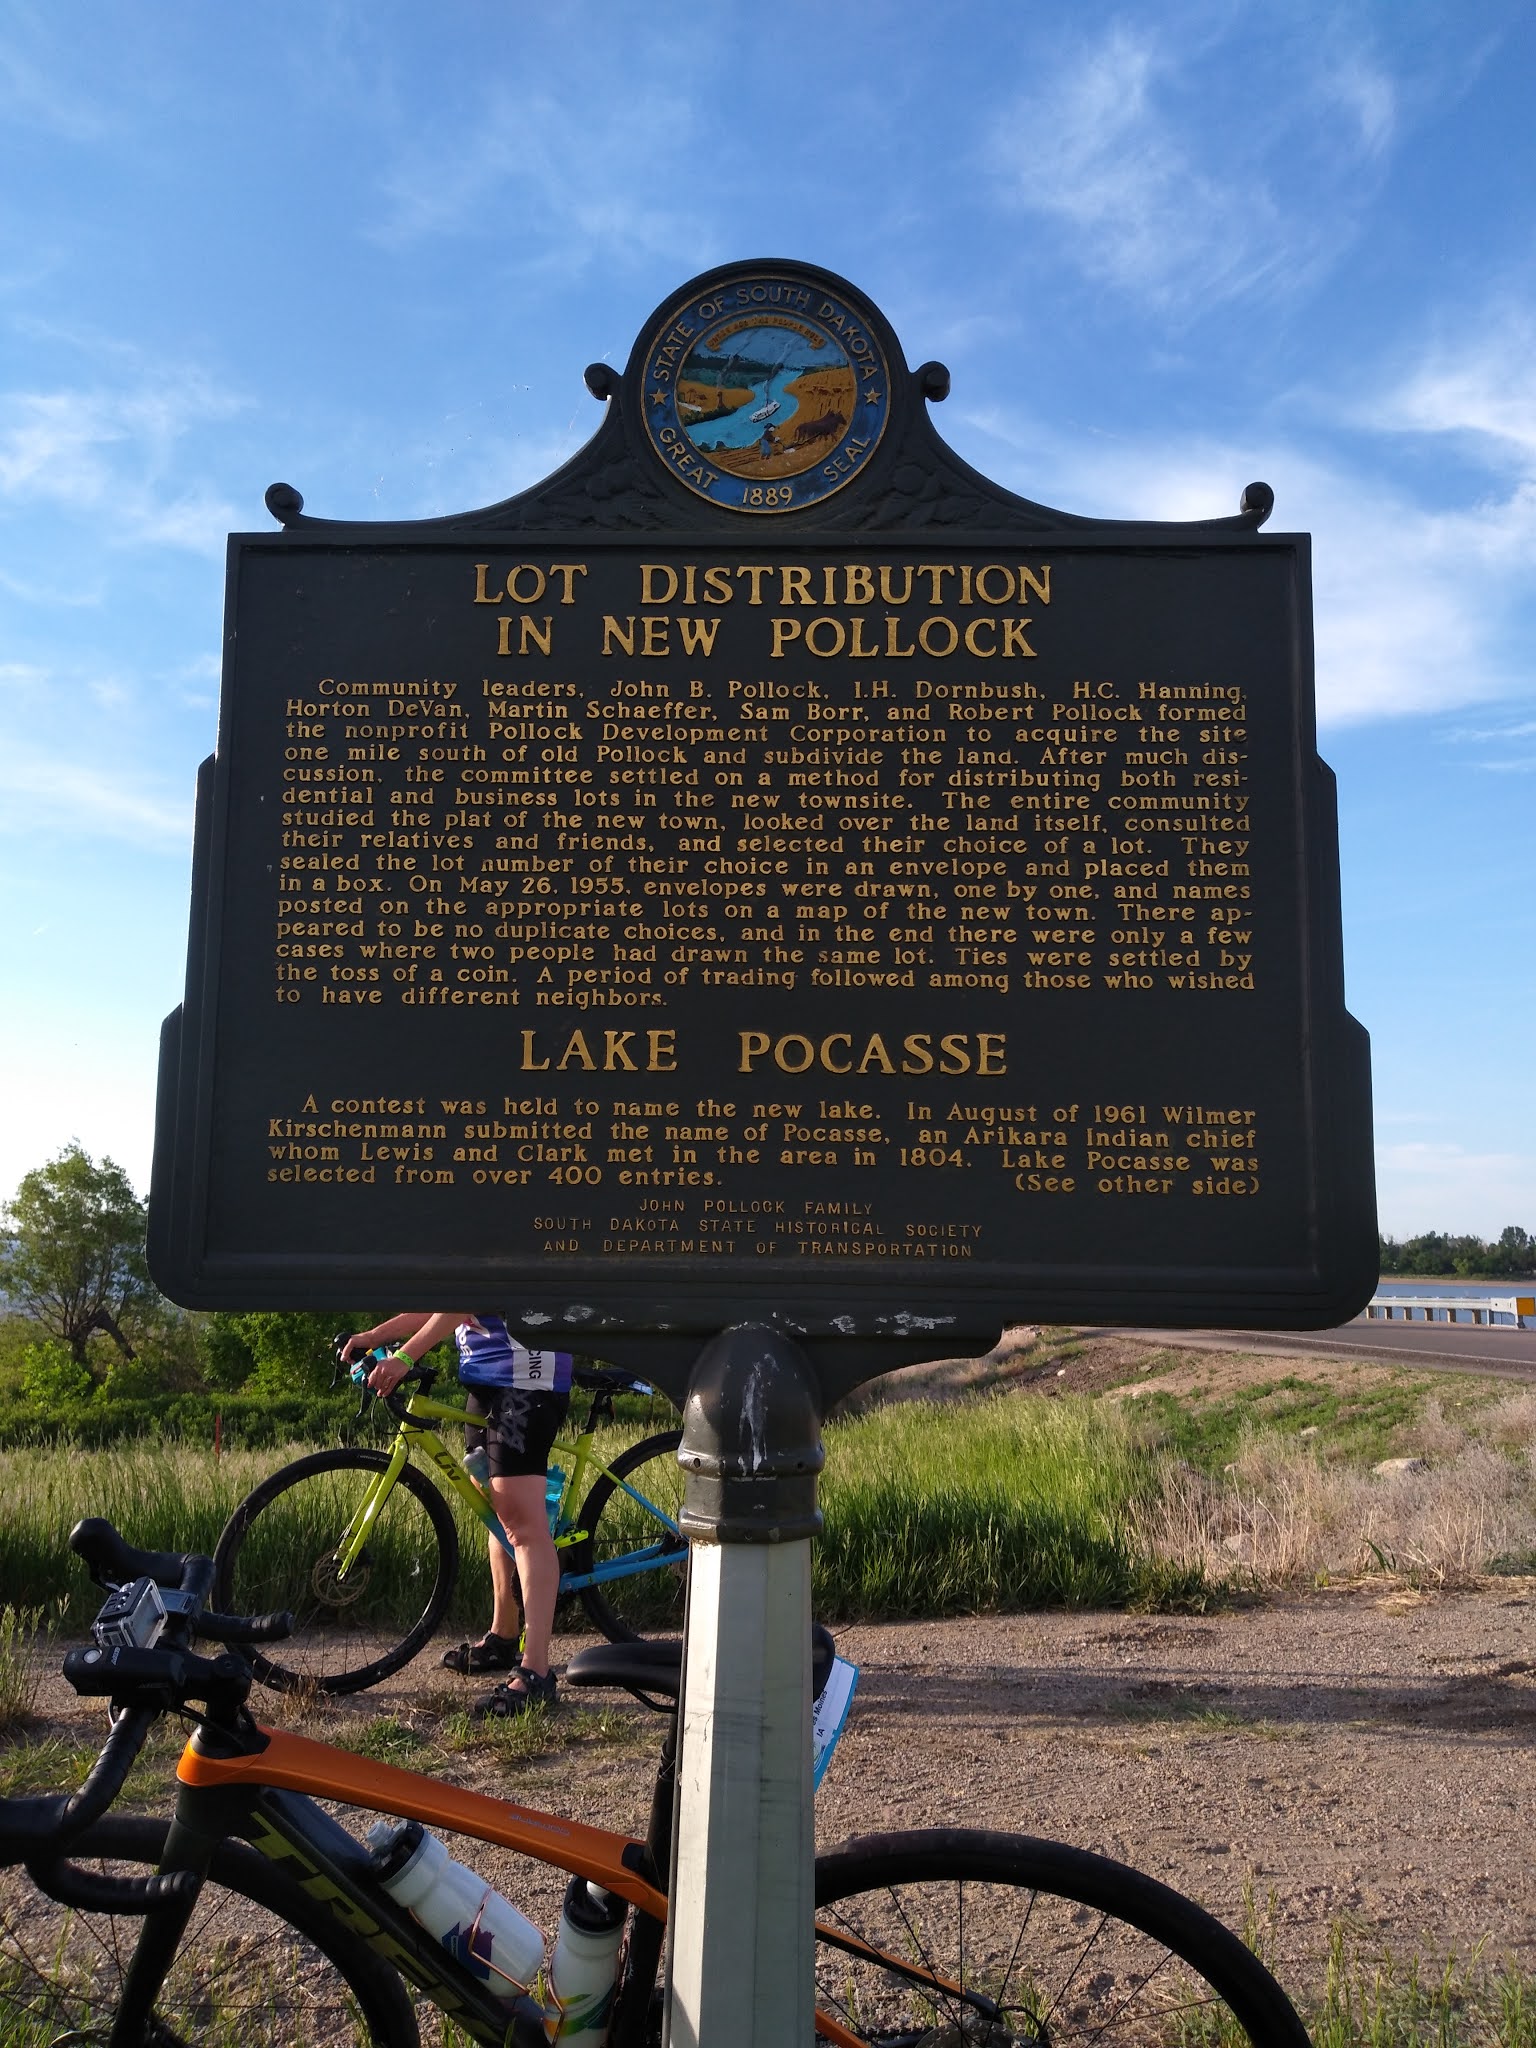 STATE OF SOUTH DAKOTA
GREAT SEAL
1889
LOT DISTRIBUTION
IN NEW POLLOCK
Community leaders, John B. Pollock, I.H. Dornbush, H.C. Hanning,
Horton DeVan, Martin Schaeffer, Sam Borr, and Robert Pollock formed
the nonprofit Pollock Development Corporation to acquire the site
one mile south of old Pollock and subdivide the land. After much dis-
cussion, the committee settled on a method for distributing both resi-
dential and business lots in the new townsite. The entire community
studied the plat of the new town, looked over the land itself, consulted
their relatives and friends, and selected their choice of a lot. They
sealed the lot number of their choice in an envelope and placed them
in a box. On May 26, 1955, envelopes were drawn, one by one, and names
posted on the appropriate lots on a map of the new town. There ap-
peared to be no duplicate choices, and in the end there were only a few
cases where two people had drawn the same lot. Ties were settled by
the toss of a coin. A period of trading followed among those who wished
to have different neighbors.
LAKE POCASSE
A contest was held to name the new lake. In August of 1961 Wilmer
Kirschenmann submitted the name of Pocasse, an Arikara Indian chief
whom Lewis and Clark met in the area in 1804. Lake Pocasse was
selected from over 400 entries. (See other side)
JOHN POLLOCK FAMILY
SOUTH DAKOTA STATE HISTORICAL SOCIETY
AND DEPARTMENT OF TRANSPORTATION
CING
BAR
LIV
Moines
IA
TREK